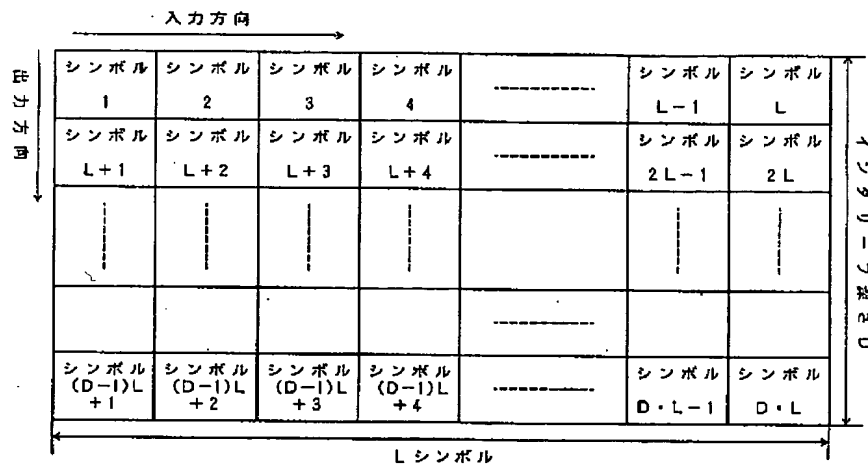 入力方向
出力方向
シンボル シンボル シンボル シンボル シンボル シンボル
1 2 3 4 L-1 L
シンボル シンボル シンボル シンボル シンボル シンボル
L+1 L+2 L+3 L+4 2L-1 2L
シンボル シンボル シンボル シンボル シンボル シンボル
(D-1)L (D-1)L (D-1)L (D-1)L
+1 +2 +3 +4 D・L-1 D・L
インタリーブ深さD
Lシンボル